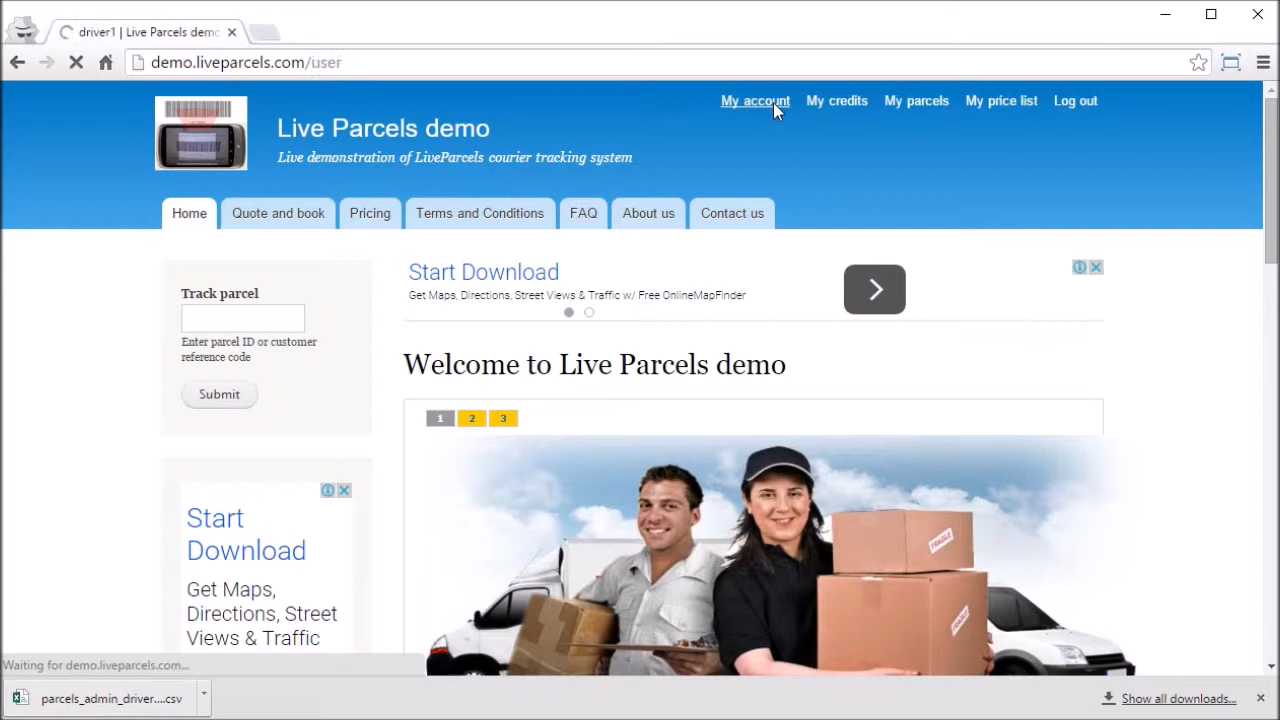 driver1 | Live Parcels demo
demo.liveparcels.com/user
My account My credits My parcels My price list Log out
Live Parcels demo
Live demonstration of LiveParcels courier tracking system
Home Quote and book Pricing Terms and Conditions FAQ About us Contact us
Start Download
Get Maps, Directions, Street Views & Traffic w/ Free OnlineMapFinder
Track parcel
Enter parcel ID or customer
reference code
Submit
Welcome to Live Parcels demo
1 2 3
FRAGILE
FRAGILE
Start
Download
Get Maps,
Directions, Street
Views & Traffic
Waiting for demo.liveparcels.com...
parcels_admin_driver....csv
Show all downloads...